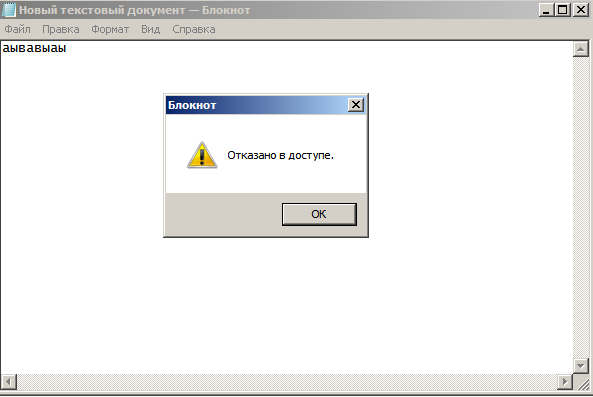 Новый текстовый документ — Блокнот
Файл Правка Формат Вид Справка
аывавыаы
Блокнот
Отказано в доступе.
OK